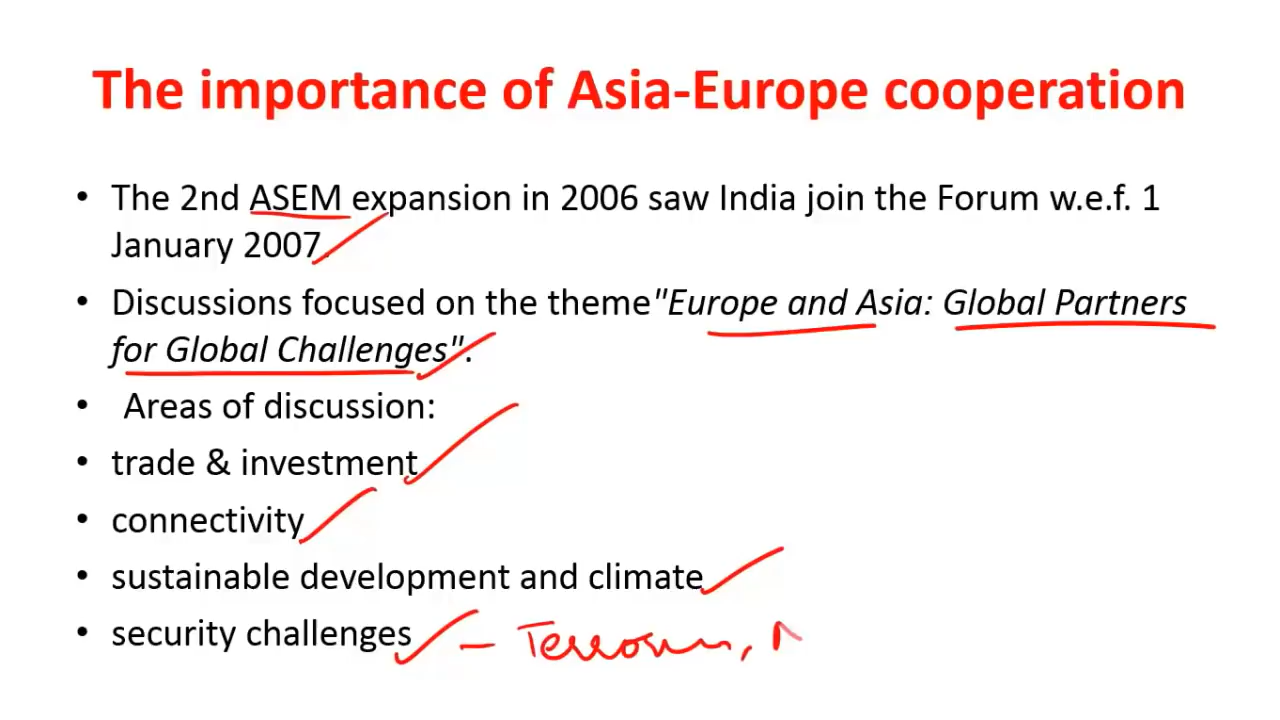 The importance of Asia-Europe cooperation
• The 2nd ASEM expansion in 2006 saw India join the Forum w.e.f. 1
January 2007.
• Discussions focused on the theme"Europe and Asia: Global Partners
for Global Challenges".
• Areas of discussion:
• trade & investment
• connectivity
• sustainable development and climate
• security challenges –